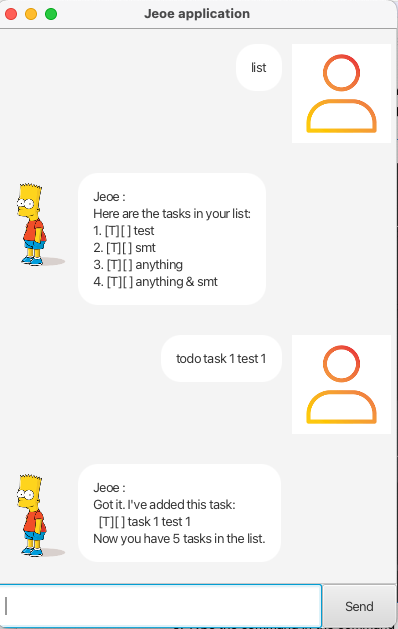 Jeoe application
list
Jeoe :
Here are the tasks in your list:
1. [T][ ] test
2. [T][ ] smt
3. [T][ ] anything
4. [T][ ] anything & smt
todo task 1 test 1
Jeoe :
Got it. I've added this task:
[T][ ] task 1 test 1
Now you have 5 tasks in the list.
Send